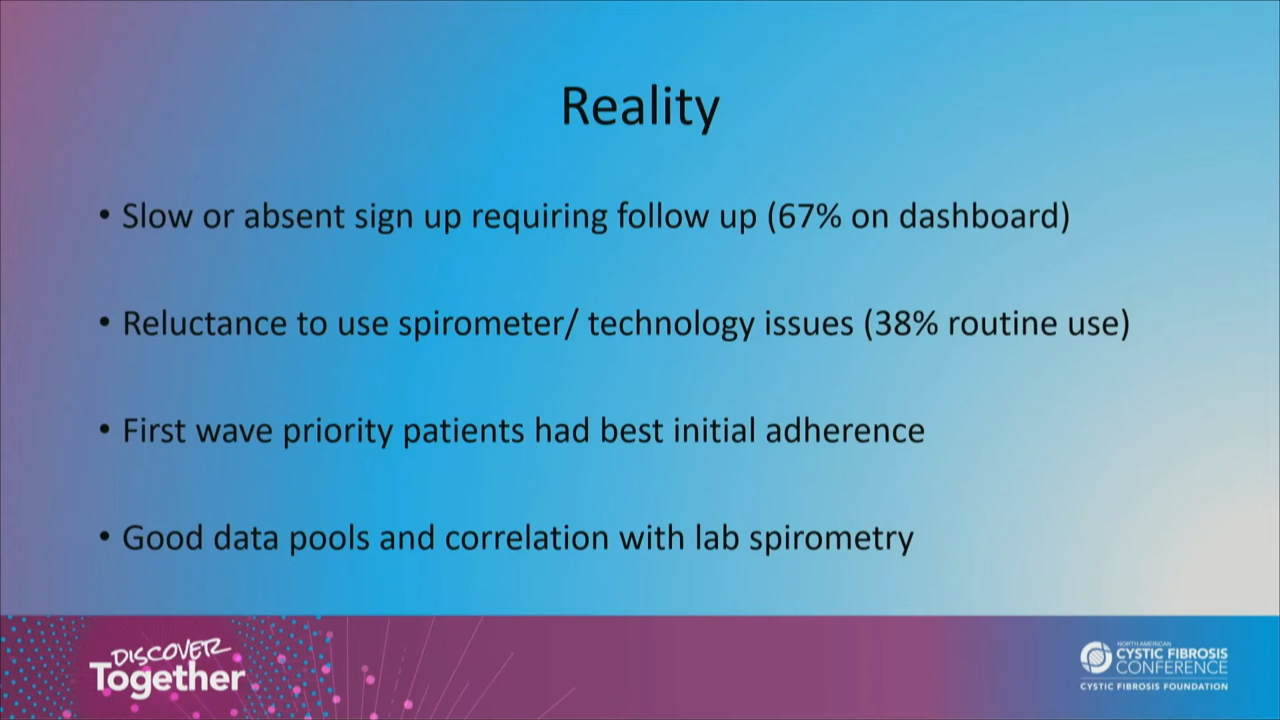 Reality
• Slow or absent sign up requiring follow up (67% on dashboard)
• Reluctance to use spirometer/ technology issues (38% routine use)
• First wave priority patients had best initial adherence
• Good data pools and correlation with lab spirometry
DISCOVER
Together
NORTH AMERICAN
CYSTIC FIBROSIS
CONFERENCE
CYSTIC FIBROSIS FOUNDATION